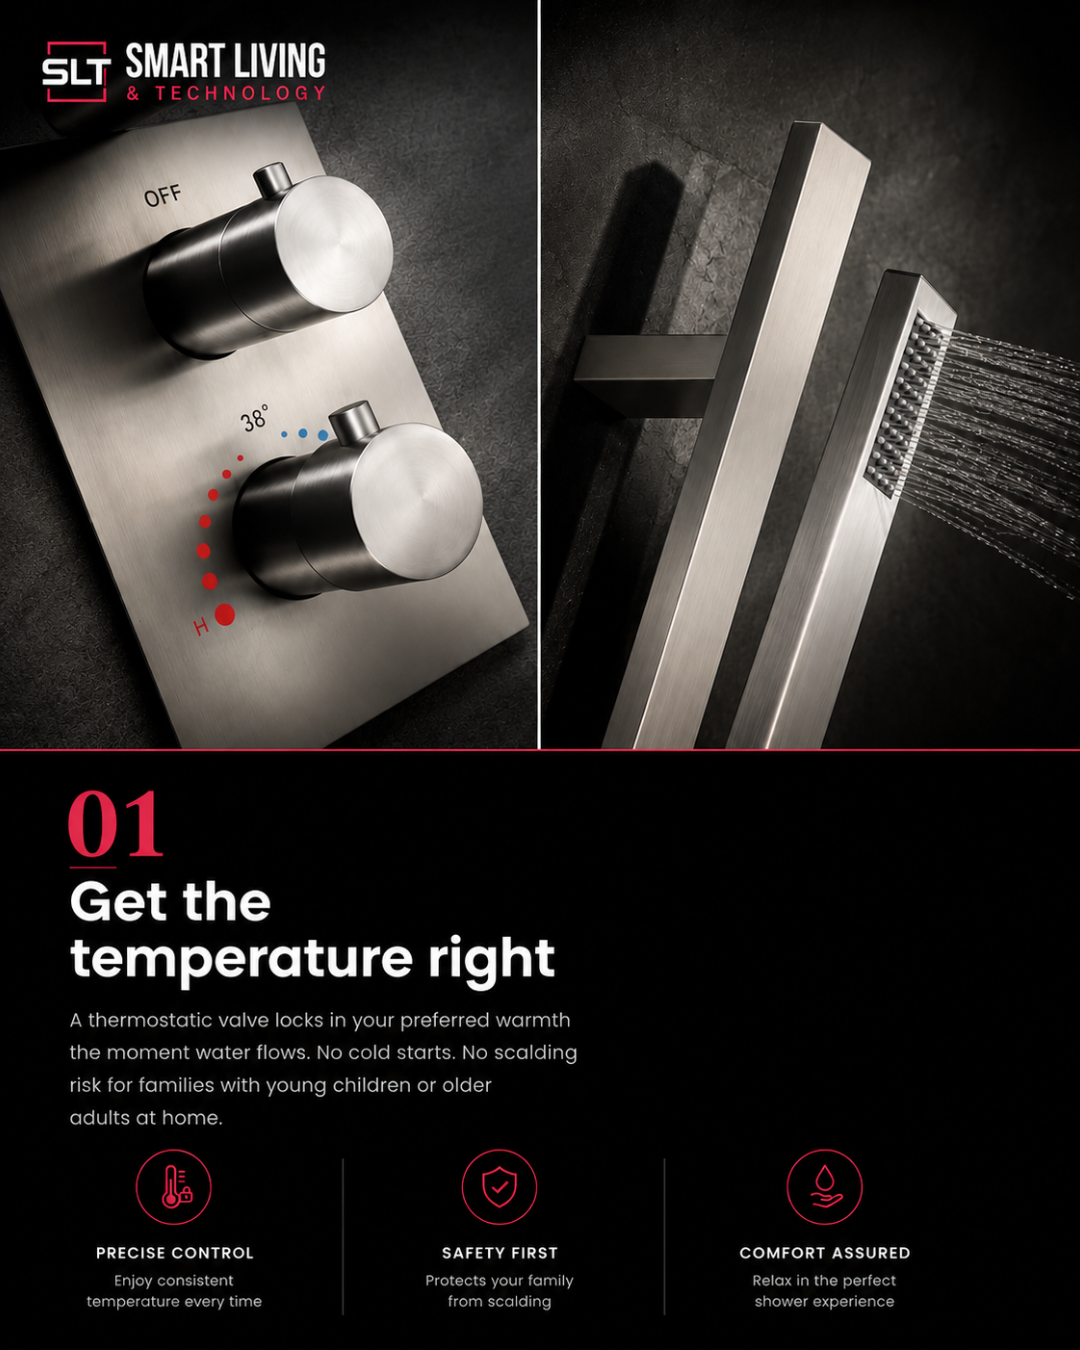 SLT
SMART LIVING
& TECHNOLOGY
OFF
38°
H
01
Get the
temperature right
A thermostatic valve locks in your preferred warmth
the moment water flows. No cold starts. No scalding
risk for families with young children or older
adults at home.
PRECISE CONTROL
Enjoy consistent
temperature every time
SAFETY FIRST
Protects your family
from scalding
COMFORT ASSURED
Relax in the perfect
shower experience